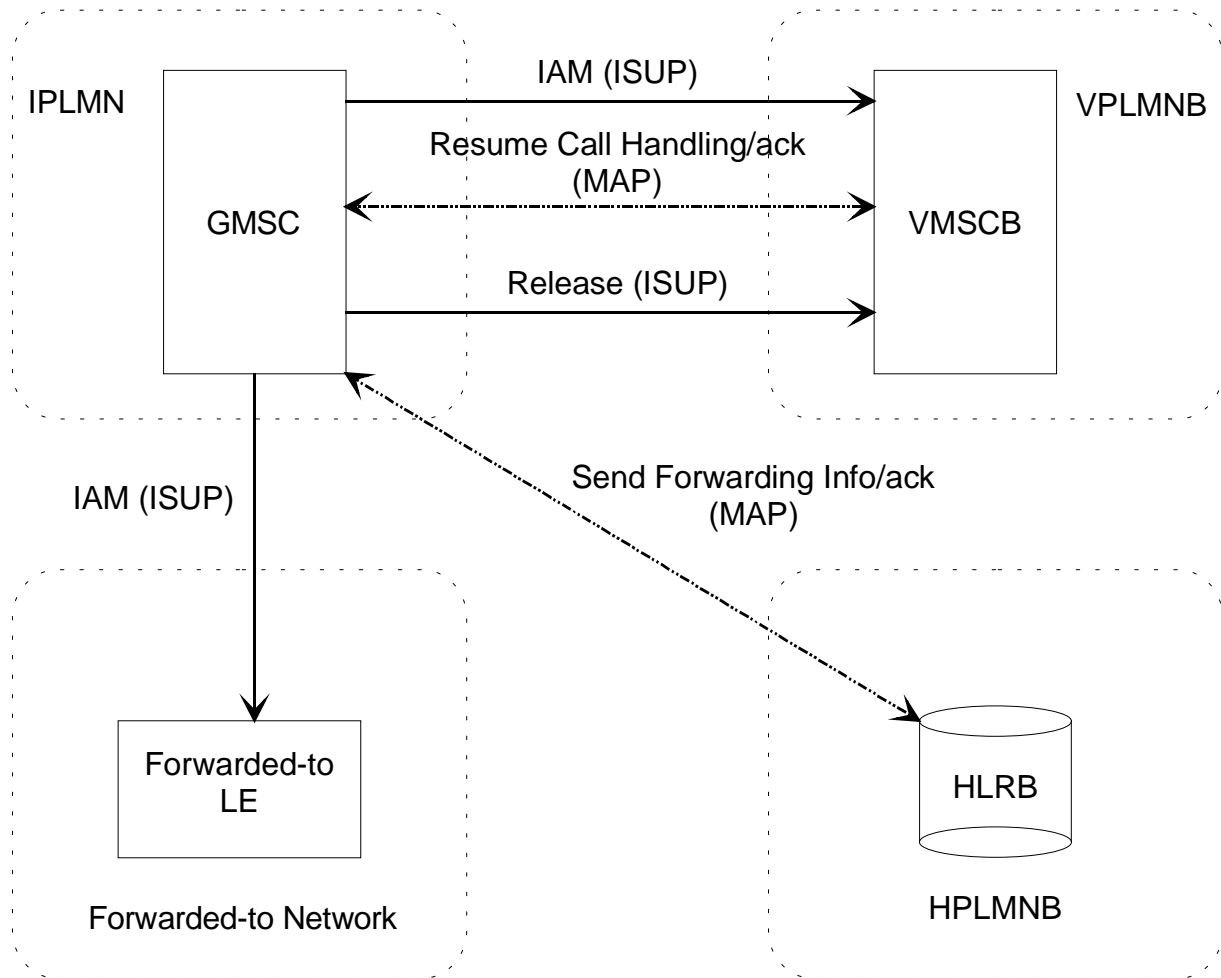 IAM (ISUP)
IPLMN
VPLMNB
Resume Call Handling/ack
(MAP)
GMSC
VMSCB
Release (ISUP)
Send Forwarding Info/ack
(MAP)
IAM (ISUP)
Forwarded-to
LE
HLRB
Forwarded-to Network
HPLMNB